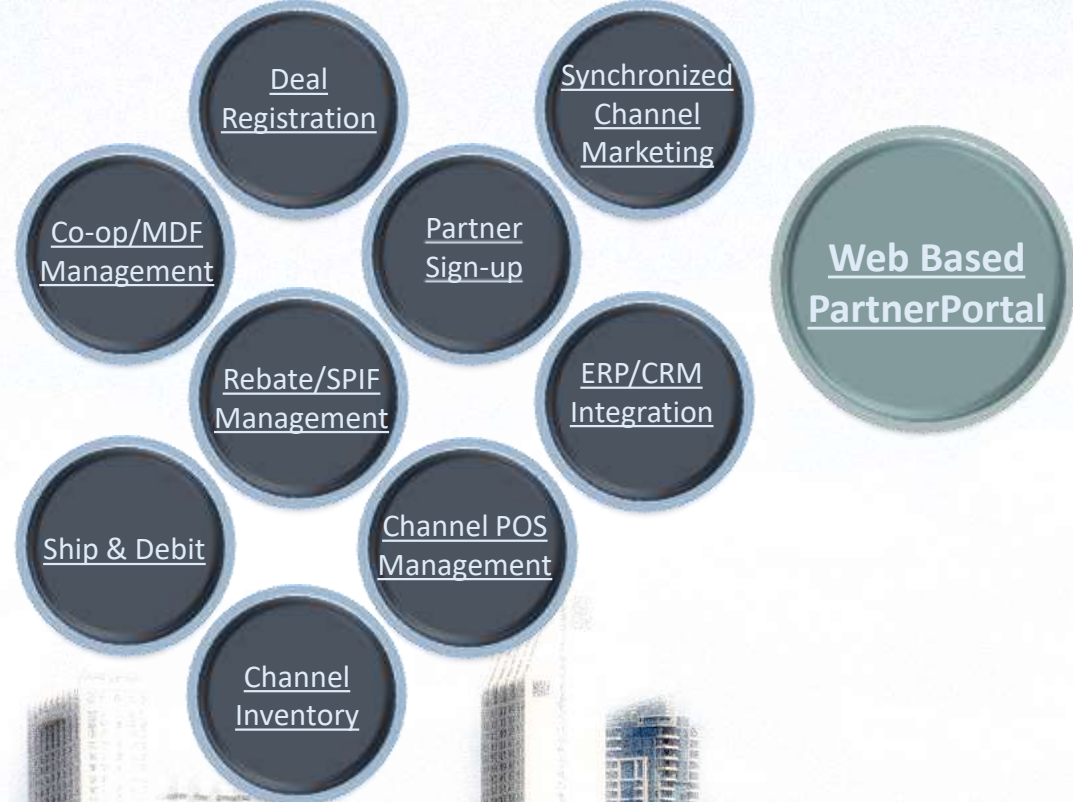 Deal
Registration
Synchronized
Channel
Marketing
Co-op/MDF
Management
Partner
Sign-up
Web Based
PartnerPortal
Rebate/SPIF
Management
ERP/CRM
Integration
Ship & Debit
Channel POS
Management
Channel
Inventory